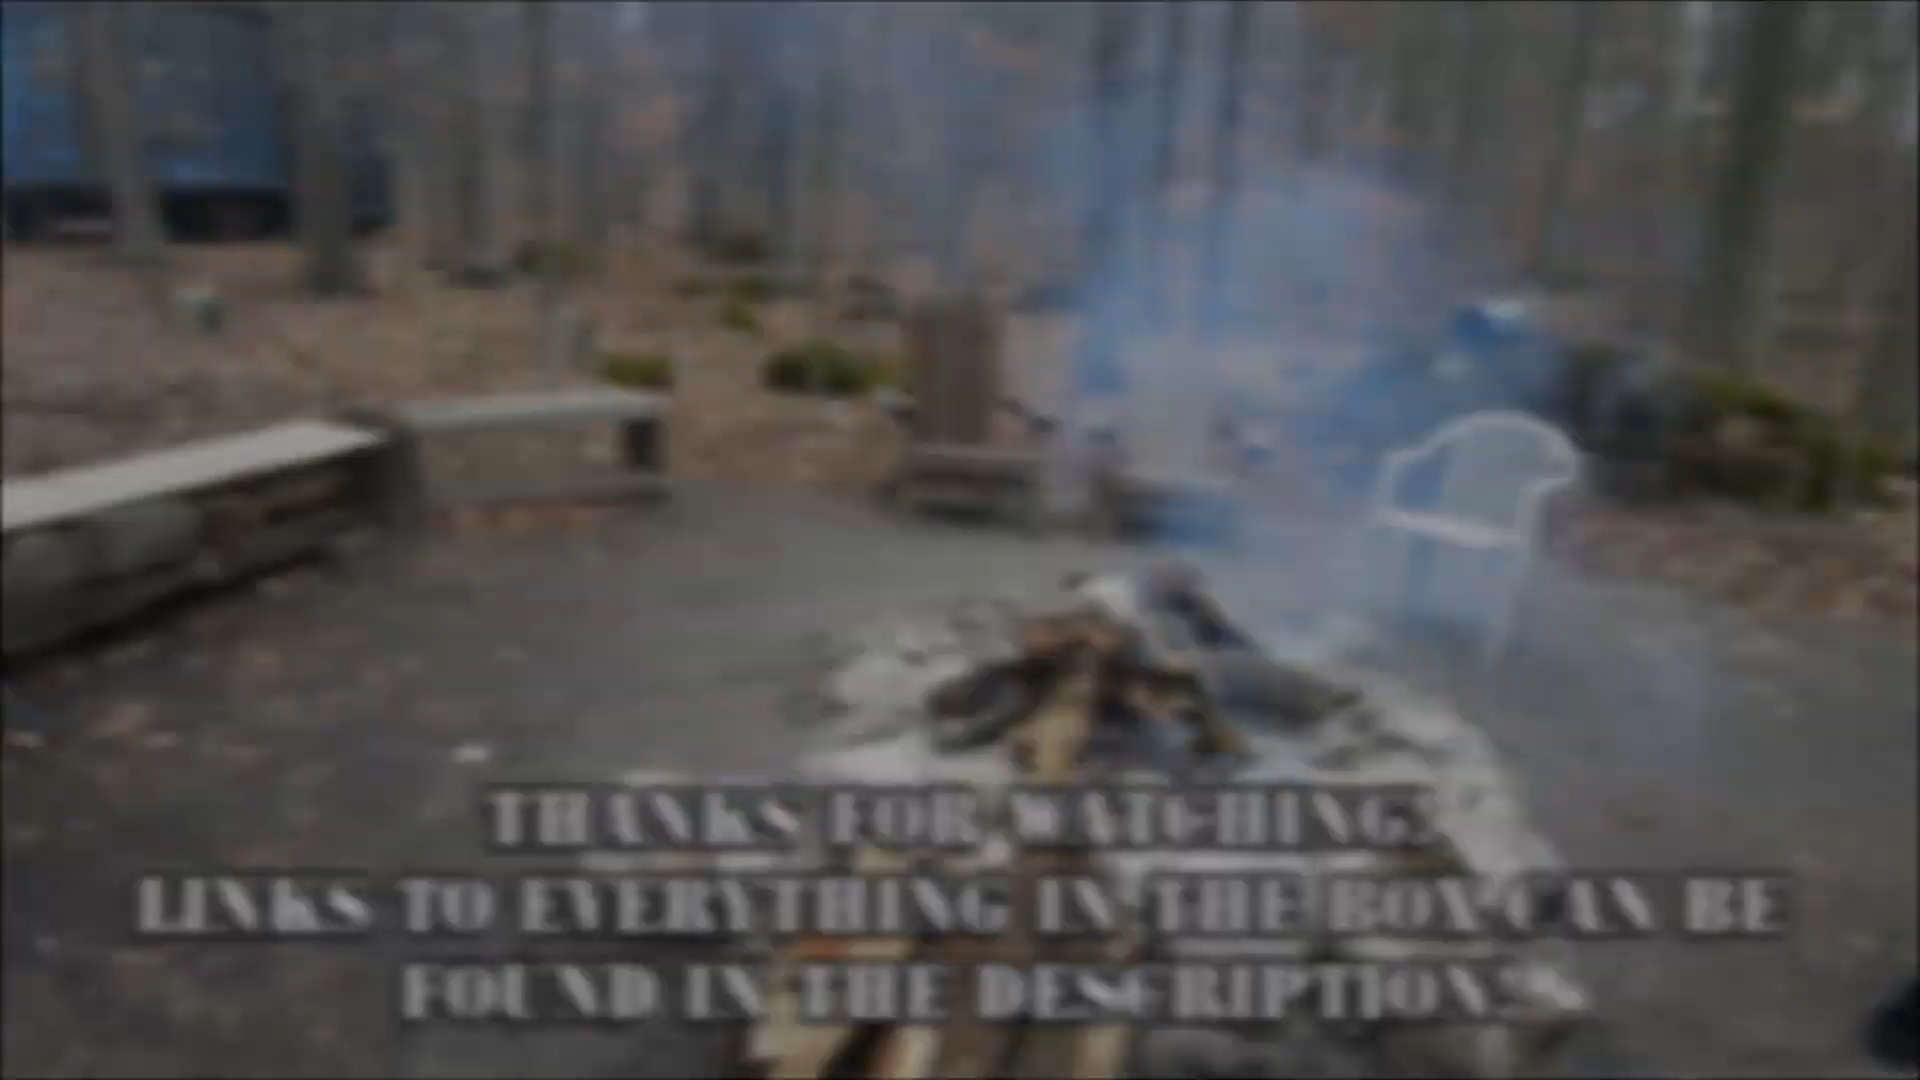 THANKS FOR WATCHING!
LINKS TO EVERYTHING IN THE BOX CAN BE
FOUND IN THE DESCRIPTION!